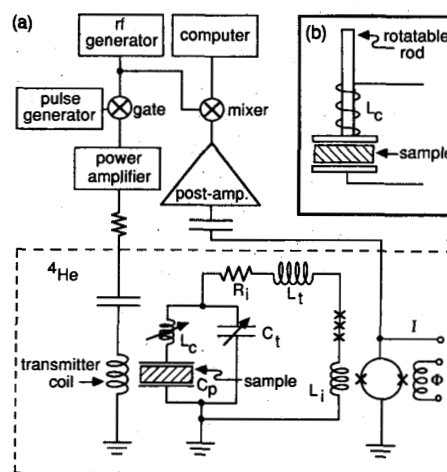 (a)
rf
generator
computer
pulse
generator
gate
mixer
power
amplifier
post-amp.
(b)
rotatable
rod
L_c
sample
⁴He
R_i
L_t
L_c
C_t
transmitter
coil
sample
C_p
L_i
I
Φ